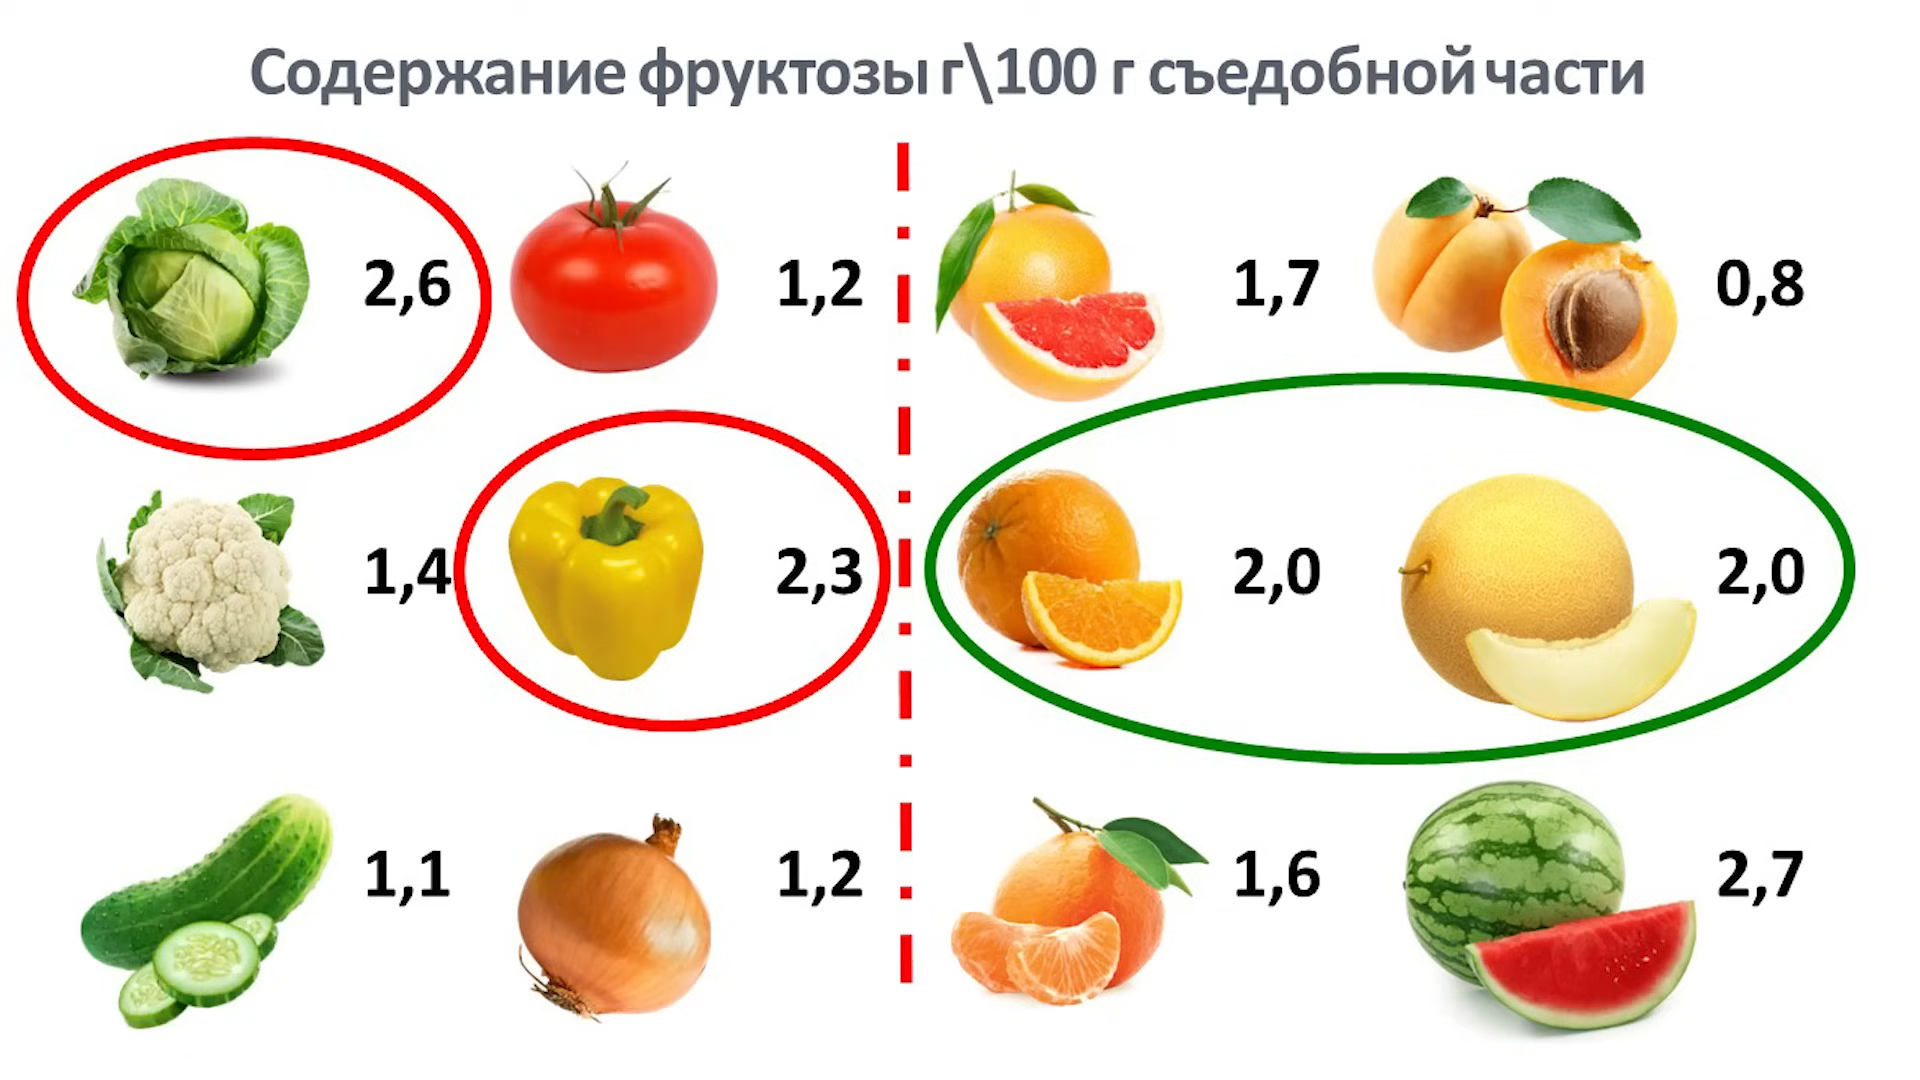 Содержание фруктозы г\100 г съедобной части
2,6 1,2 1,7 0,8
1,4 2,3 2,0 2,0
1,1 1,2 1,6 2,7